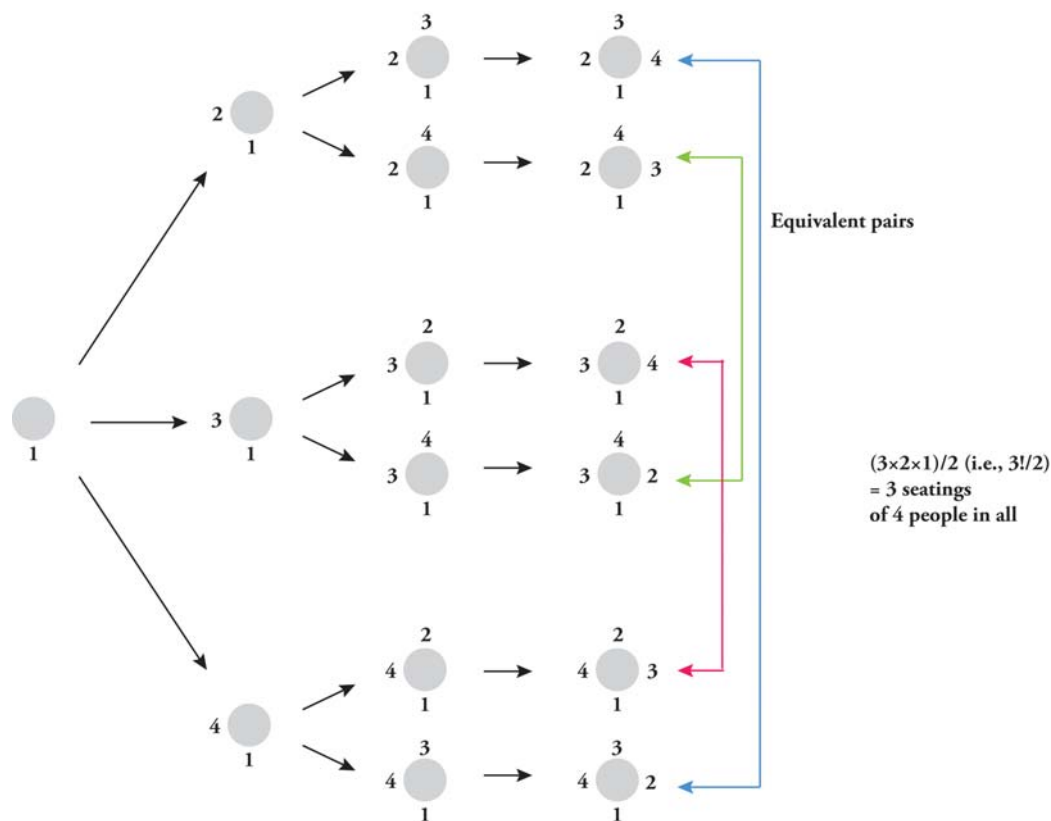 3 3
2 2 4
2 1 1
1 4 4
2 2 3
1 1
Equivalent pairs
2 2
3 3 4
3 1 1
1 1 4 4
3 3 2
1 1
(3×2×1)/2 (i.e., 3!/2)
= 3 seatings
of 4 people in all
2 2
4 4 3
4 1 1
1 3 3
4 4 2
1 1